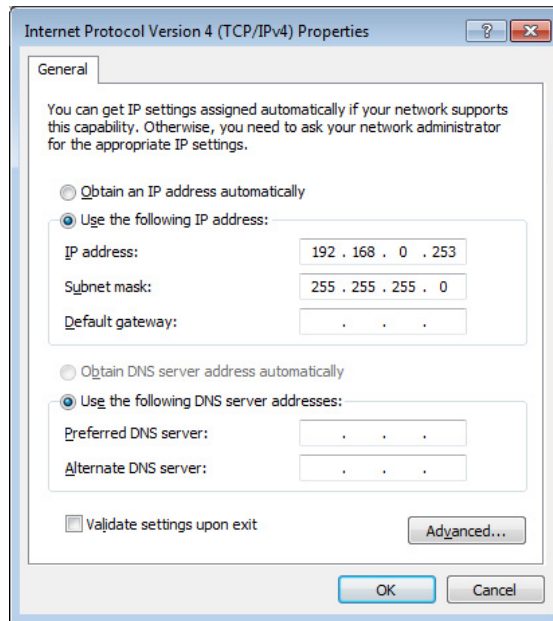 Internet Protocol Version 4 (TCP/IPv4) Properties
General
You can get IP settings assigned automatically if your network supports
this capability. Otherwise, you need to ask your network administrator
for the appropriate IP settings.
Obtain an IP address automatically
Use the following IP address:
IP address: 192 . 168 . 0 . 253
Subnet mask: 255 . 255 . 255 . 0
Default gateway: . . .
Obtain DNS server address automatically
Use the following DNS server addresses:
Preferred DNS server: . . .
Alternate DNS server: . . .
Validate settings upon exit
Advanced...
OK Cancel